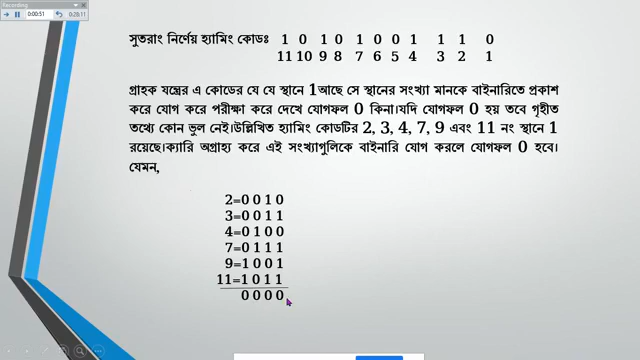 Recording
0:00:51
0:28:11
সুতরাং নির্ণেয় হ্যামিং কোডঃ 1 0 1 0 1 0 0 1 1 1 0
11 10 9 8 7 6 5 4 3 2 1
গ্রাহক যন্ত্রের এ কোডের যে যে স্থানে 1আছে সে স্থানের সংখ্যা মানকে বাইনারিতে প্রকাশ
করে যোগ করে পরীক্ষা করে দেখে যোগফল 0 কিনা।যদি যোগফল 0 হয় তবে গৃহীত
তথ্যে কোন ভুল নেই।উল্লিখিত হ্যামিং কোডটির 2, 3, 4, 7, 9 এবং 11 নং স্থানে 1
রয়েছে।ক্যারি অগ্রাহ্য করে এই সংখ্যাগুলিকে বাইনারি যোগ করলে যোগফল 0 হবে।
যেমন,
2=0 0 1 0
3=0 0 1 1
4=0 1 0 0
7=0 1 1 1
9=1 0 0 1
11=1 0 1 1
0 0 0 0